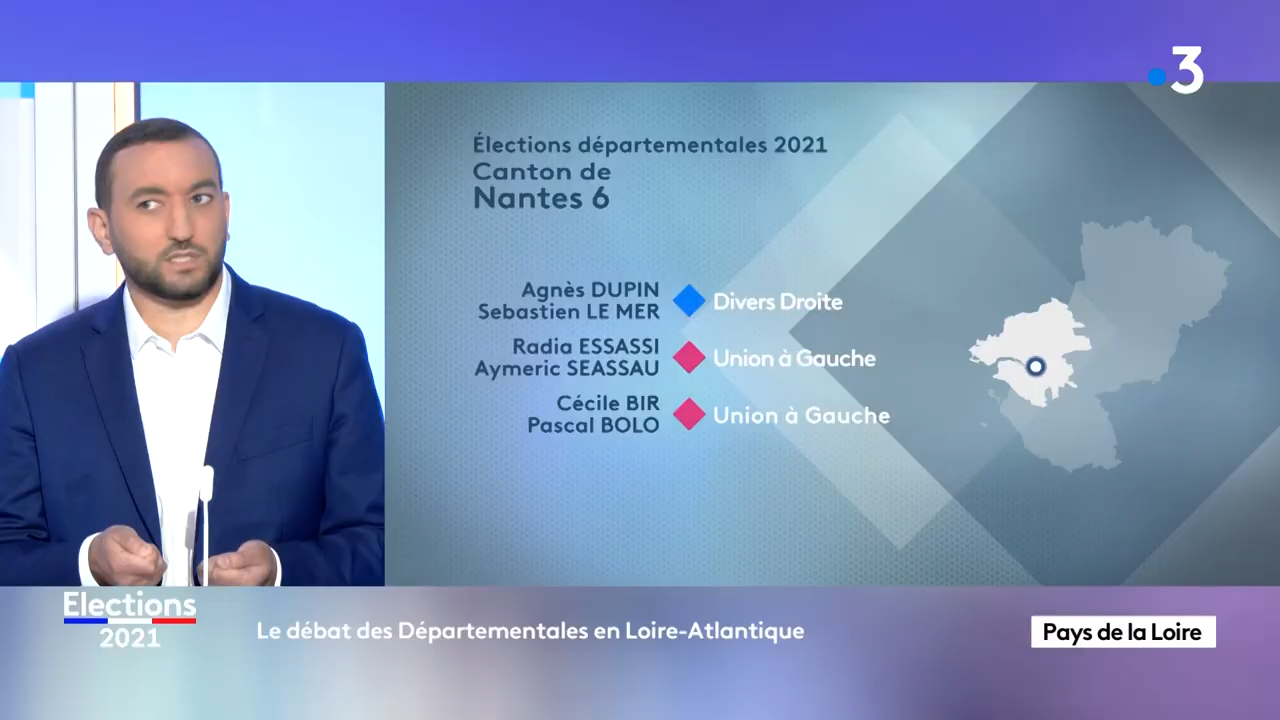 3
Élections départementales 2021
Canton de
Nantes 6
Agnès DUPIN
Sebastien LE MER
Divers Droite
Radia ESSASSI
Aymeric SEASSAU
Union à Gauche
Cécile BIR
Pascal BOLO
Union à Gauche
Elections
2021
Le débat des Départementales en Loire-Atlantique
Pays de la Loire